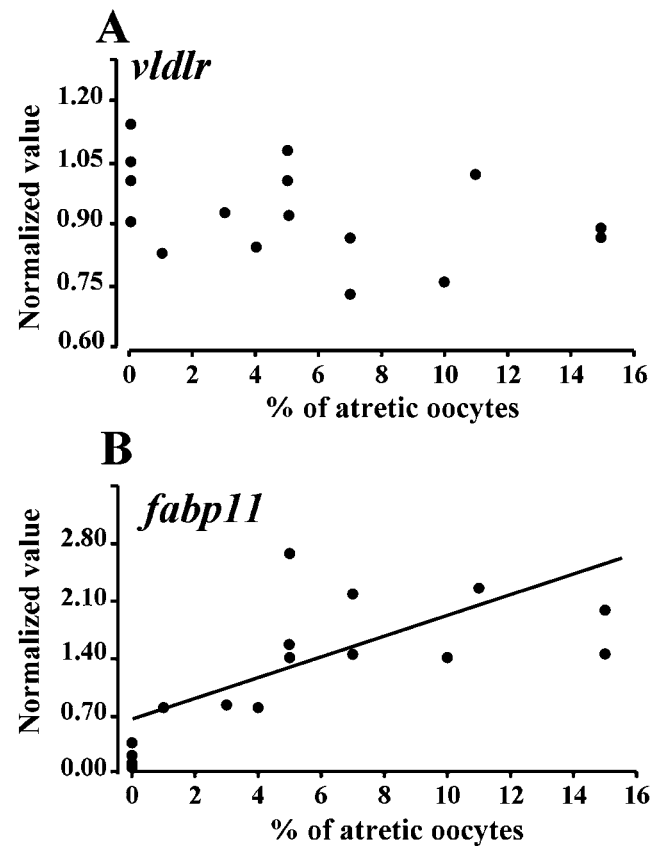 A
vldlr
Normalized value
1.20
1.05
0.90
0.75
0.60
0 2 4 6 8 10 12 14 16
% of atretic oocytes
B
fabp11
Normalized value
2.80
2.10
1.40
0.70
0.00
0 2 4 6 8 10 12 14 16
% of atretic oocytes